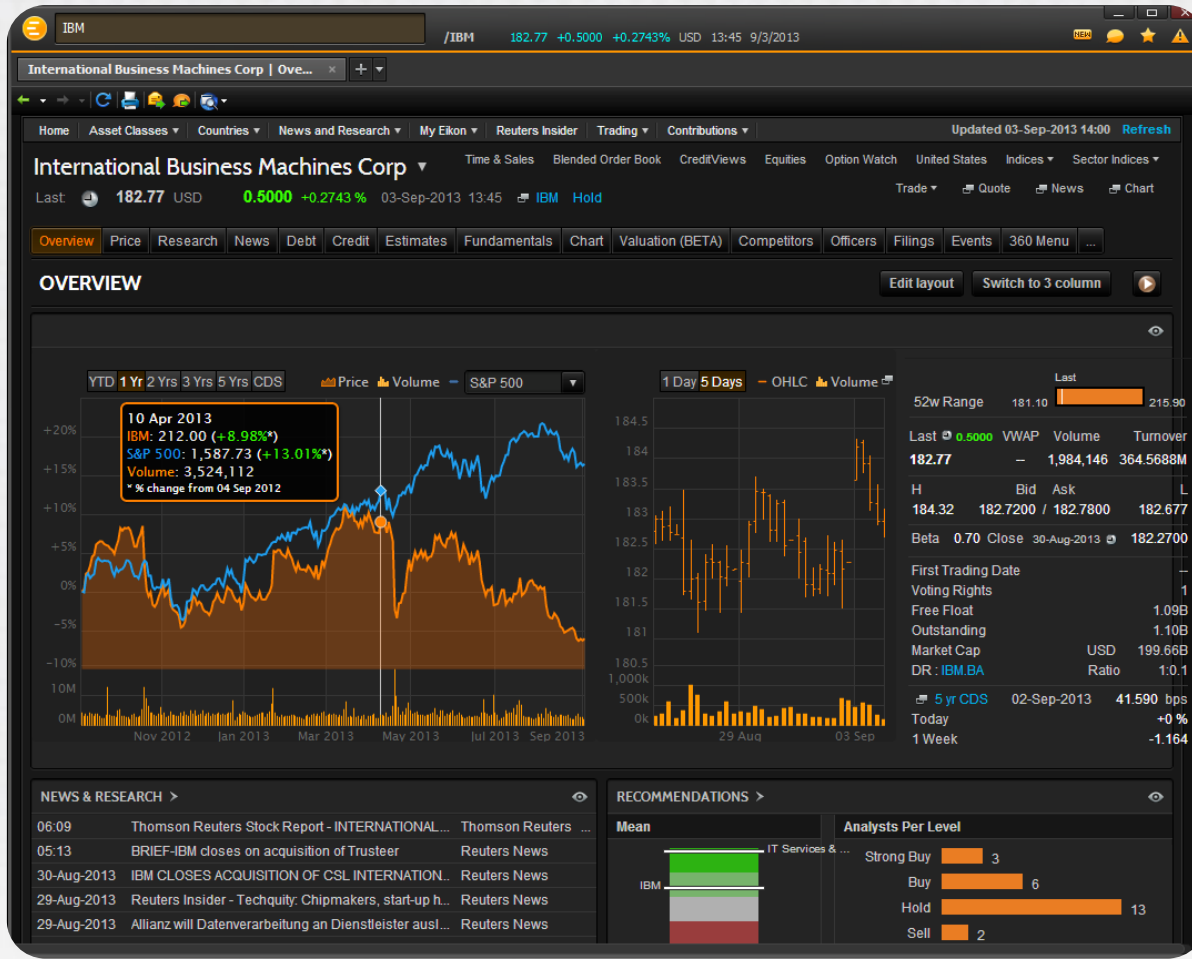 IBM
/IBM 182.77 +0.5000 +0.2743% USD 13:45 9/3/2013 NEW
International Business Machines Corp | Ove... × + ▾
Home Asset Classes ▾ Countries ▾ News and Research ▾ My Eikon ▾ Reuters Insider Trading ▾ Contributions ▾ Updated 03-Sep-2013 14:00 Refresh
International Business Machines Corp ▾ Time & Sales Blended Order Book CreditViews Equities Option Watch United States Indices ▾ Sector Indices ▾
Trade ▾ Quote News Chart
Last: 182.77 USD 0.5000 +0.2743 % 03-Sep-2013 13:45 IBM Hold
Overview Price Research News Debt Credit Estimates Fundamentals Chart Valuation (BETA) Competitors Officers Filings Events 360 Menu ...
OVERVIEW Edit layout Switch to 3 column
YTD 1 Yr 2 Yrs 3 Yrs 5 Yrs CDS Price Volume S&P 500 ▾
+20%
+15%
+10%
+5%
0%
-5%
-10%
10M
0M
10 Apr 2013
IBM: 212.00 (+8.98%*)
S&P 500: 1,587.73 (+13.01%*)
Volume: 3,524,112
* % change from 04 Sep 2012
Nov 2012 Jan 2013 Mar 2013 May 2013 Jul 2013 Sep 2013
1 Day 5 Days OHLC Volume
184.5
184
183.5
183
182.5
182
181.5
181
180.5
1,000k
500k
0k
29 Aug 03 Sep
Last
52w Range 181.10 215.90
Last 0.5000 VWAP Volume Turnover
182.77 – 1,984,146 364.5688M
H Bid Ask L
184.32 182.7200 / 182.7800 182.677
Beta 0.70 Close 30-Aug-2013 182.2700
First Trading Date –
Voting Rights 1
Free Float 1.09B
Outstanding 1.10B
Market Cap USD 199.66B
DR : IBM.BA Ratio 1:0.1
5 yr CDS 02-Sep-2013 41.590 bps
Today +0 %
1 Week -1.164
NEWS & RESEARCH >
06:09 Thomson Reuters Stock Report - INTERNATIONAL... Thomson Reuters ...
05:13 BRIEF-IBM closes on acquisition of Trusteer Reuters News
30-Aug-2013 IBM CLOSES ACQUISITION OF CSL INTERNATION... Reuters News
29-Aug-2013 Reuters Insider - Techquity: Chipmakers, start-up h... Reuters News
29-Aug-2013 Allianz will Datenverarbeitung an Dienstleister ausl... Reuters News
RECOMMENDATIONS >
Mean
IT Services & ...
IBM
Analysts Per Level
Strong Buy 3
Buy 6
Hold 13
Sell 2